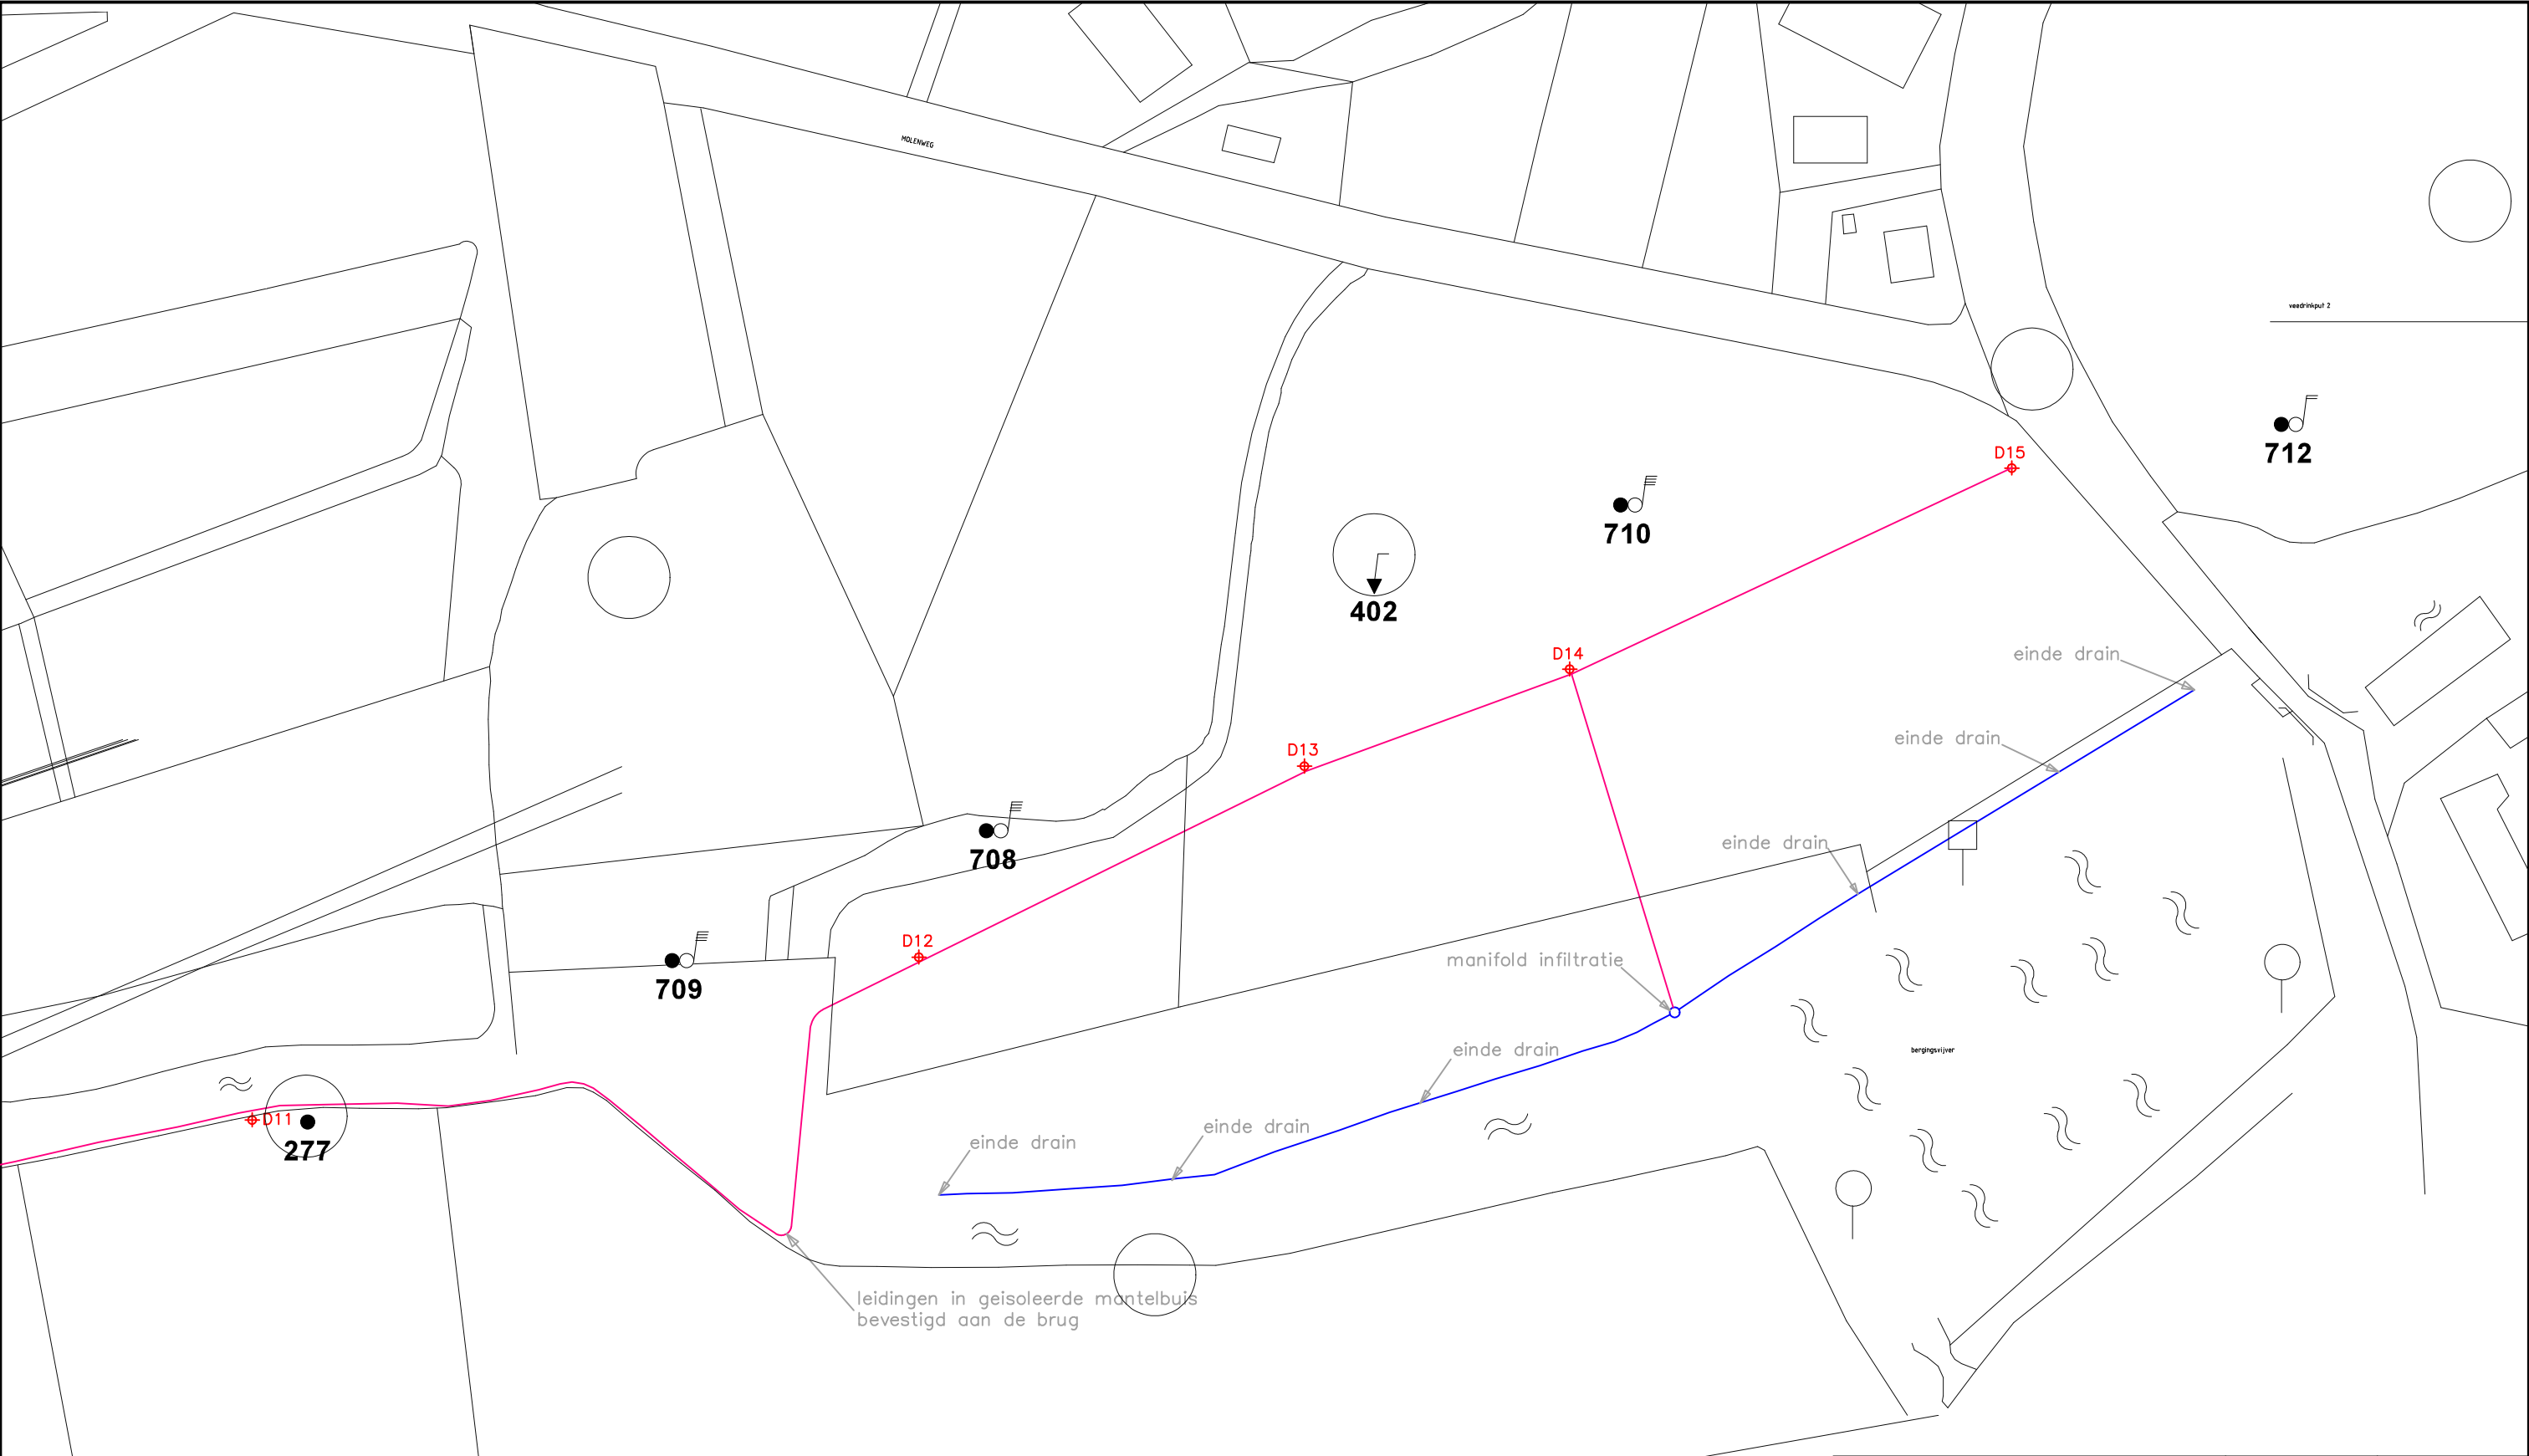 MOLENWEG
veedrinkput 2
712
D15
710
402
D14
einde drain
einde drain
D13
einde drain
708
D12
manifold infiltratie
709
einde drain
bergingsvijver
D11
277
einde drain
einde drain
leidingen in geisoleerde mantelbuis
bevestigd aan de brug